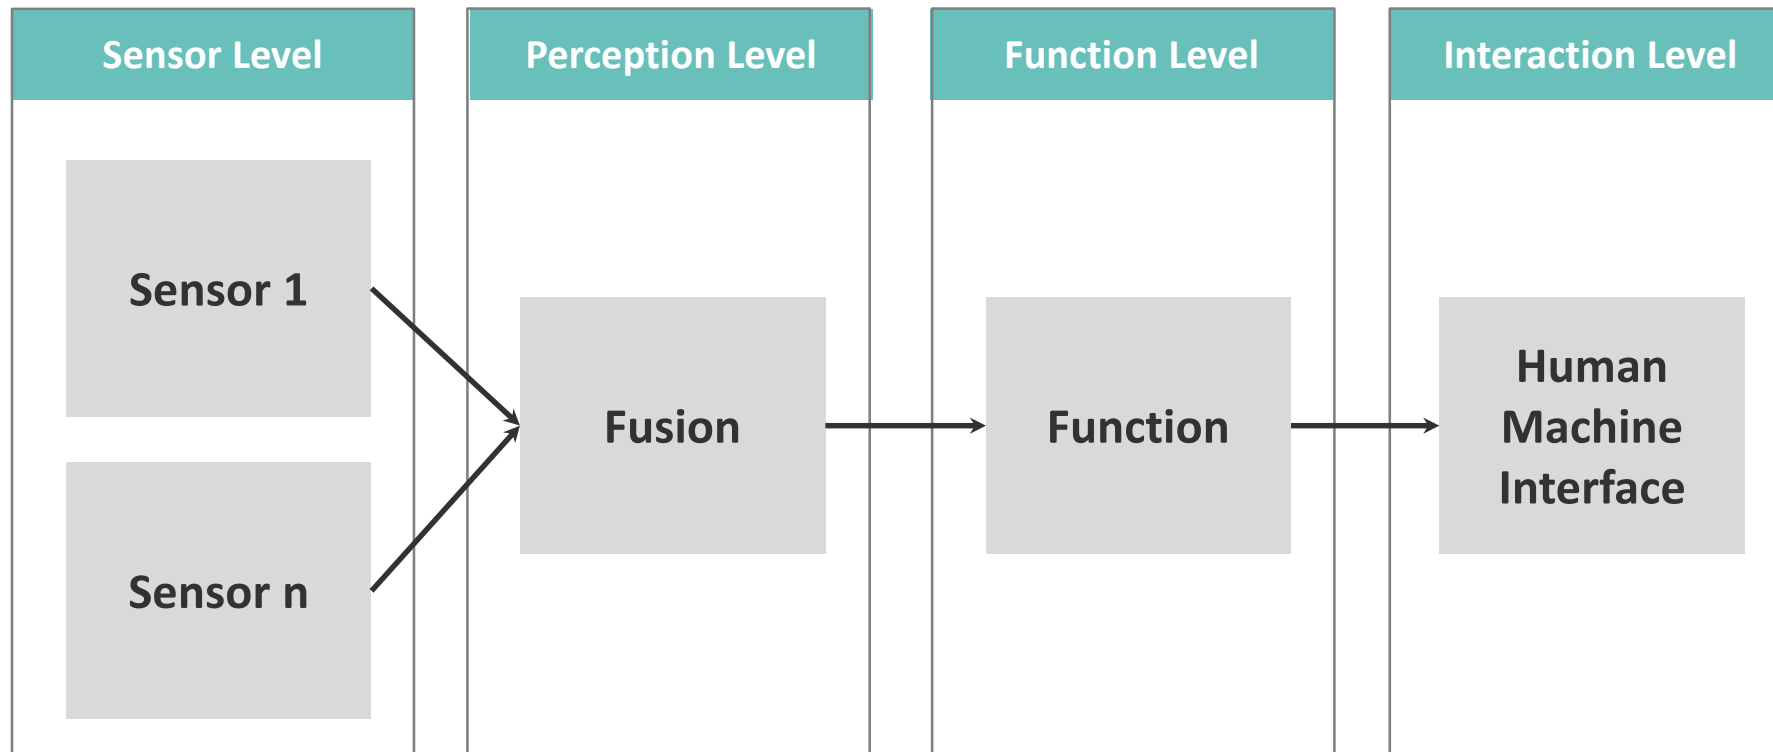 Sensor Level
Perception Level
Function Level
Interaction Level
Sensor 1
Sensor n
Fusion
Function
Human
Machine
Interface